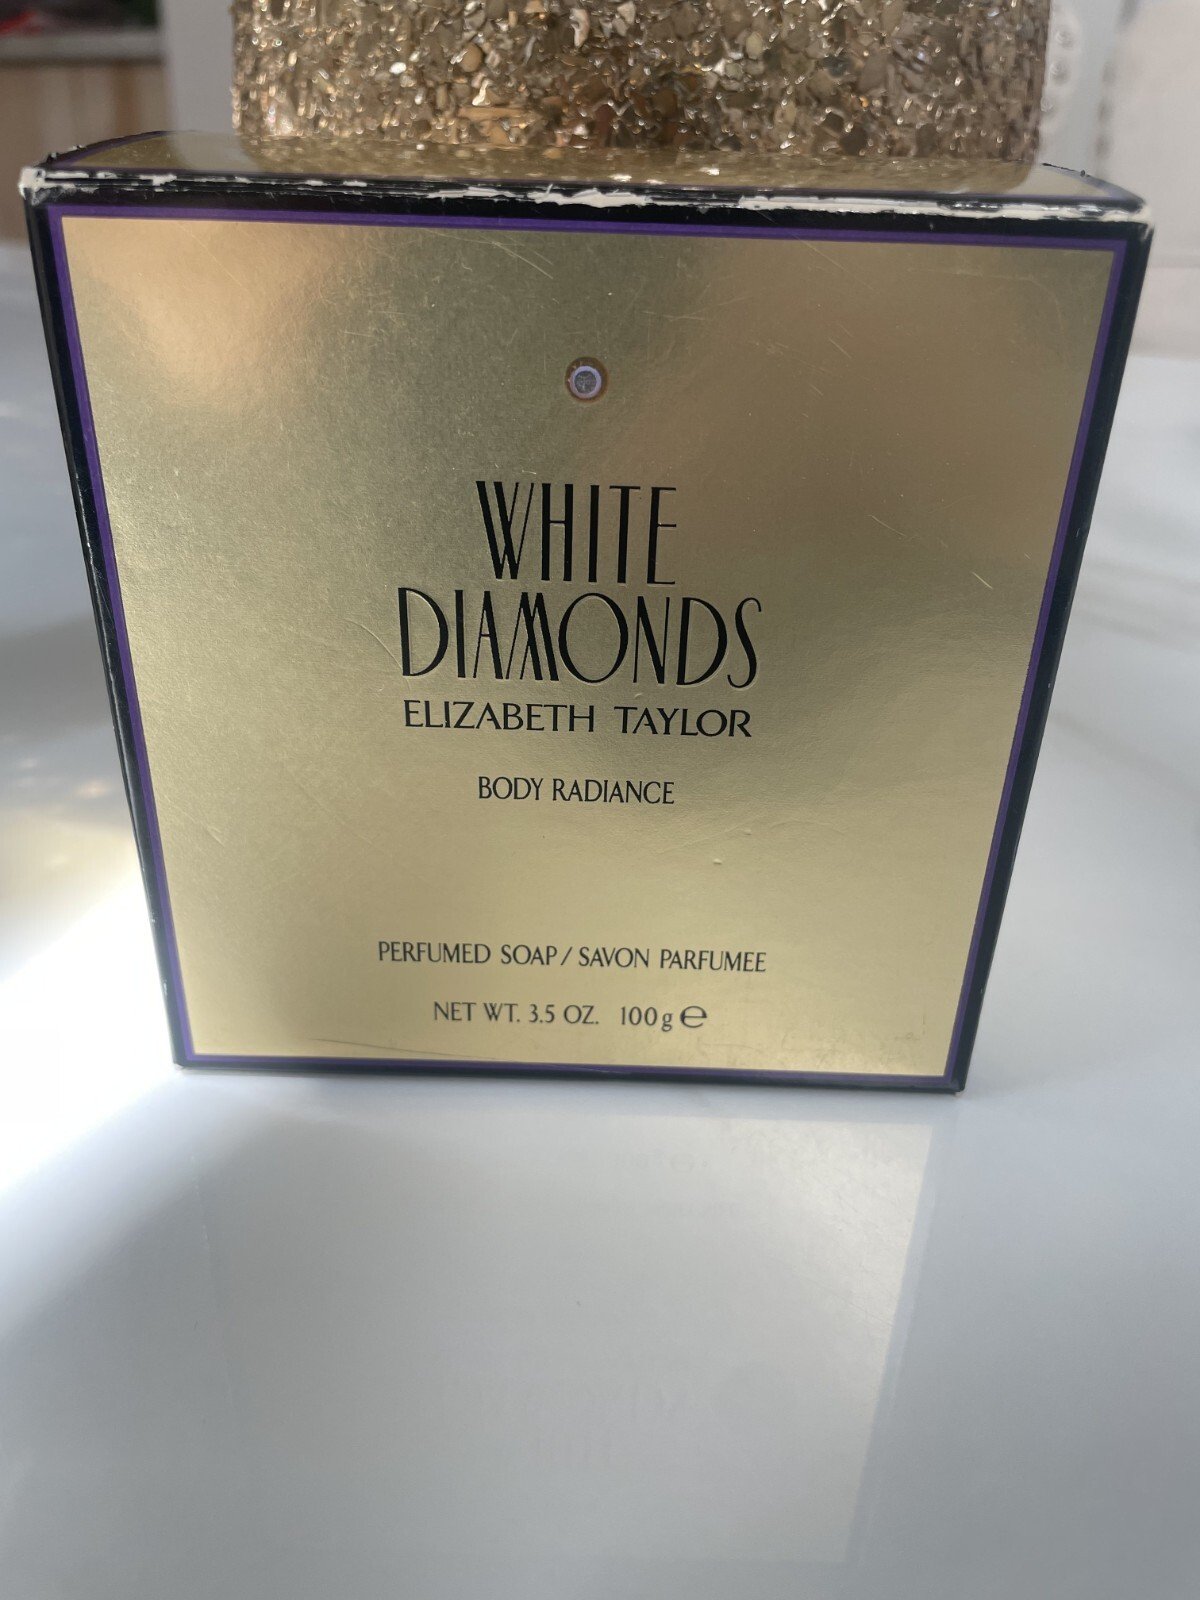 WHITE
DIAMONDS
ELIZABETH TAYLOR
BODY RADIANCE
PERFUMED SOAP / SAVON PARFUMEE
NET WT. 3.5 OZ. 100g ℮